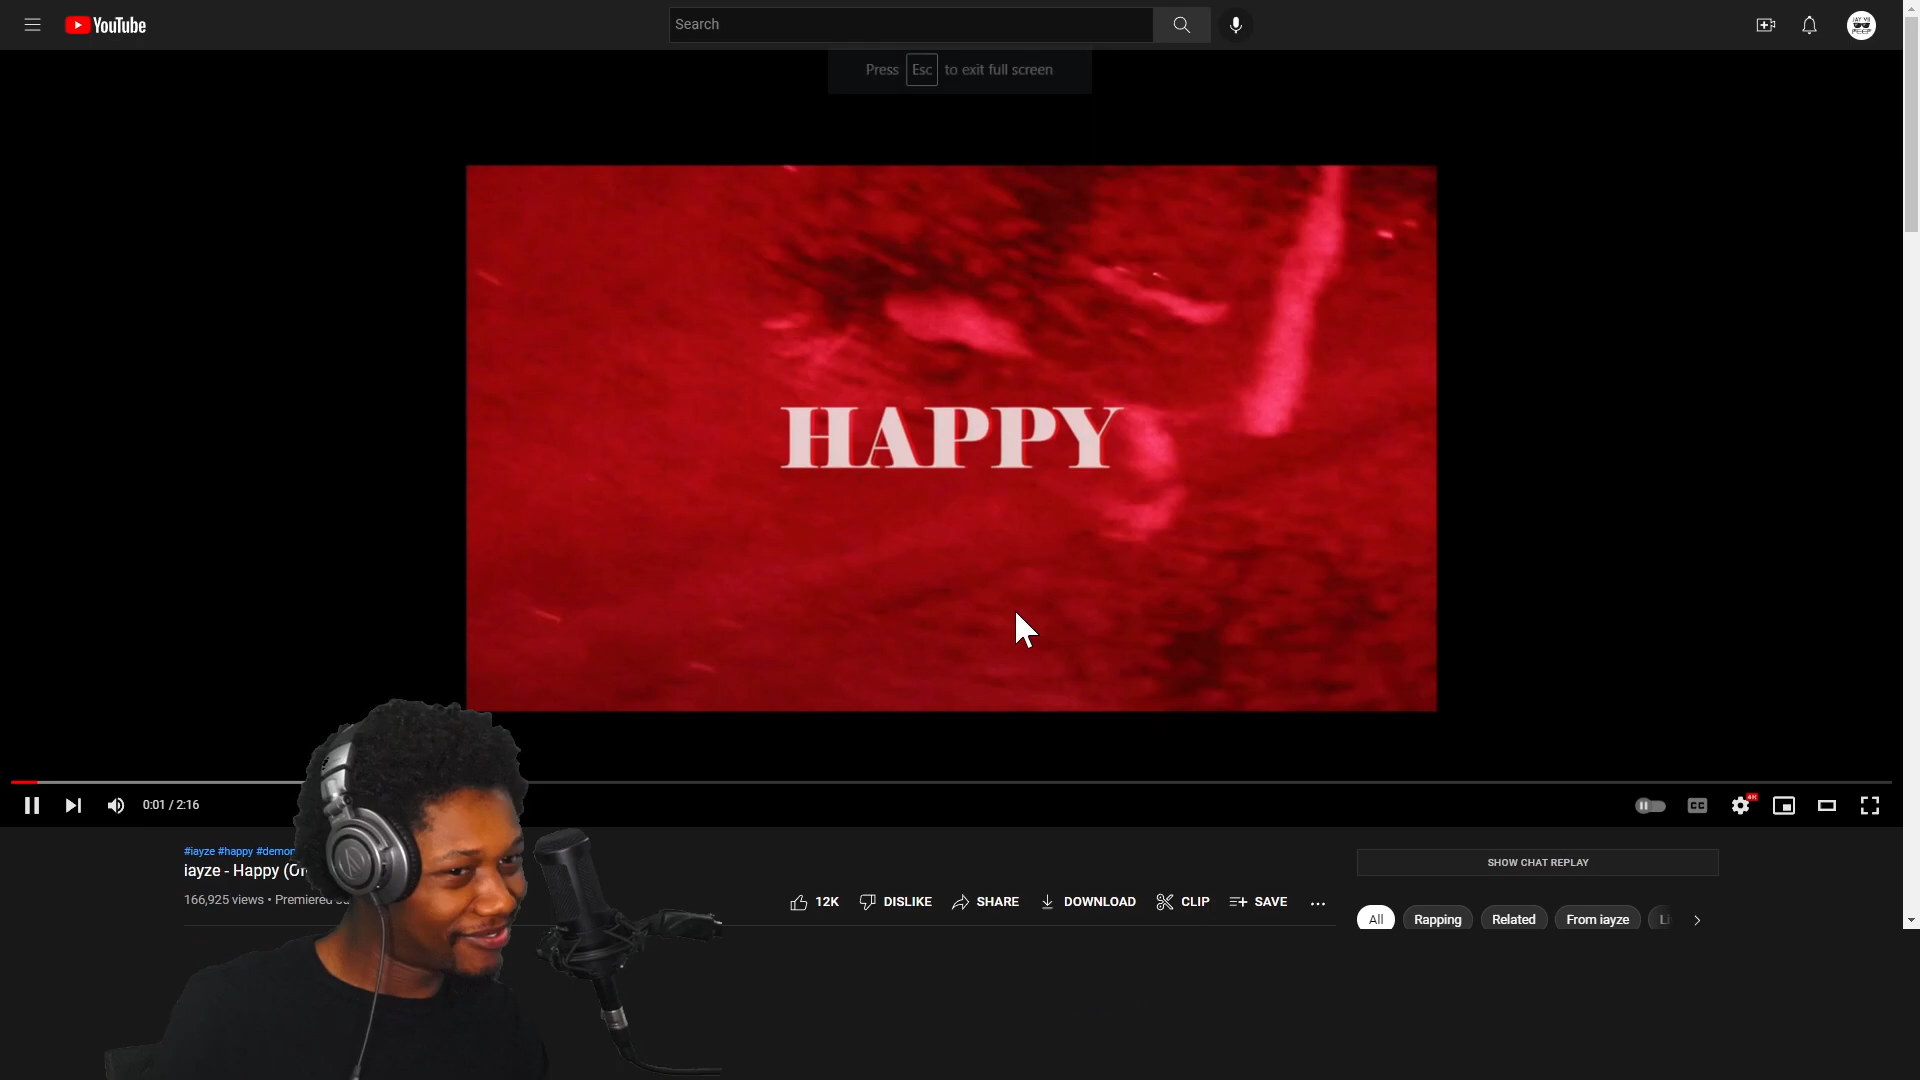 YouTube
Search
Press Esc to exit full screen
HAPPY
0:01 / 2:16
CC
#iayze #happy #demon
iayze - Happy
166,925 views • Premiered
12K DISLIKE SHARE DOWNLOAD CLIP SAVE
SHOW CHAT REPLAY
All Rapping Related From iayze